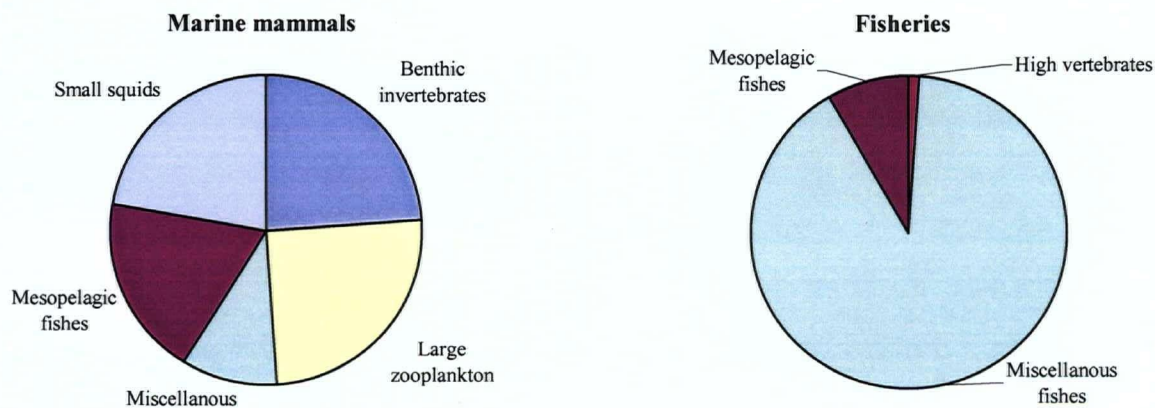 Marine mammals
Small squids
Benthic
invertebrates
Mesopelagic
fishes
Large
zooplankton
Miscellanous
Fisheries
Mesopelagic
fishes
High vertebrates
Miscellanous
fishes